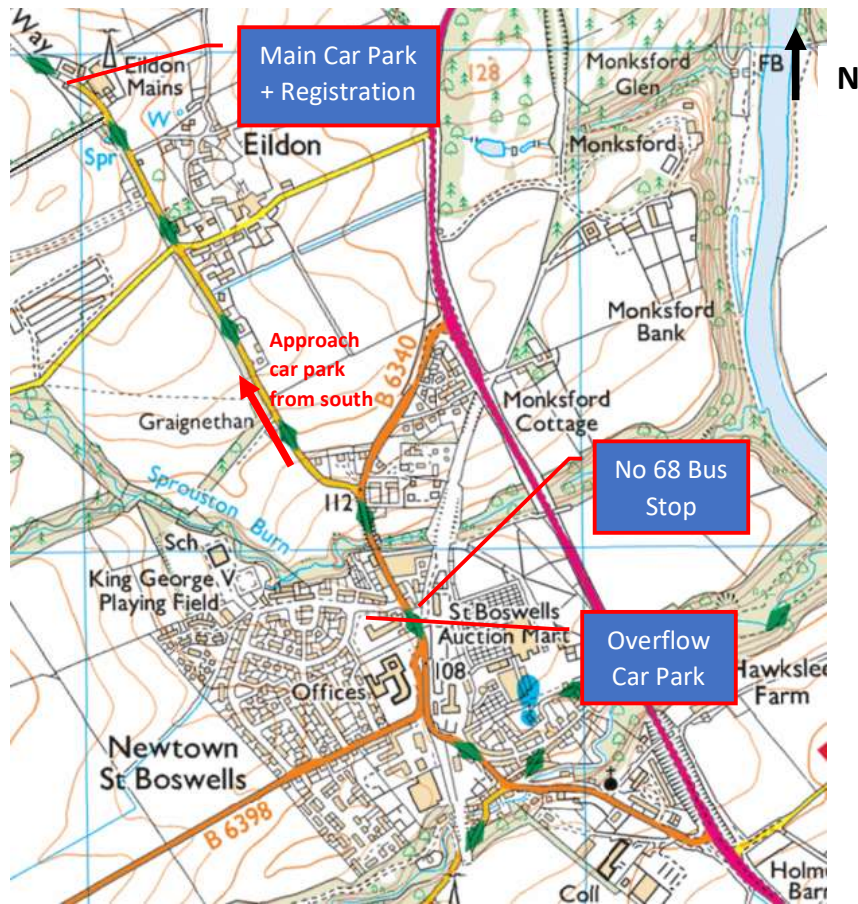 Way
Eildon
Mains
Main Car Park
+ Registration
128
Monksford
Glen
FB
N
W
Spr
Eildon
Monksford
Monksford
Bank
Approach
car park
from south
B 6340
Graignethan
Monksford
Cottage
No 68 Bus
Stop
112
Sprouston Burn
Sch
King George V
Playing Field
St Boswells
Auction Mart
Overflow
Car Park
108
Offices
Hawkslee
Farm
Newtown
St Boswells
B 6398
Coll
Holm
Barn